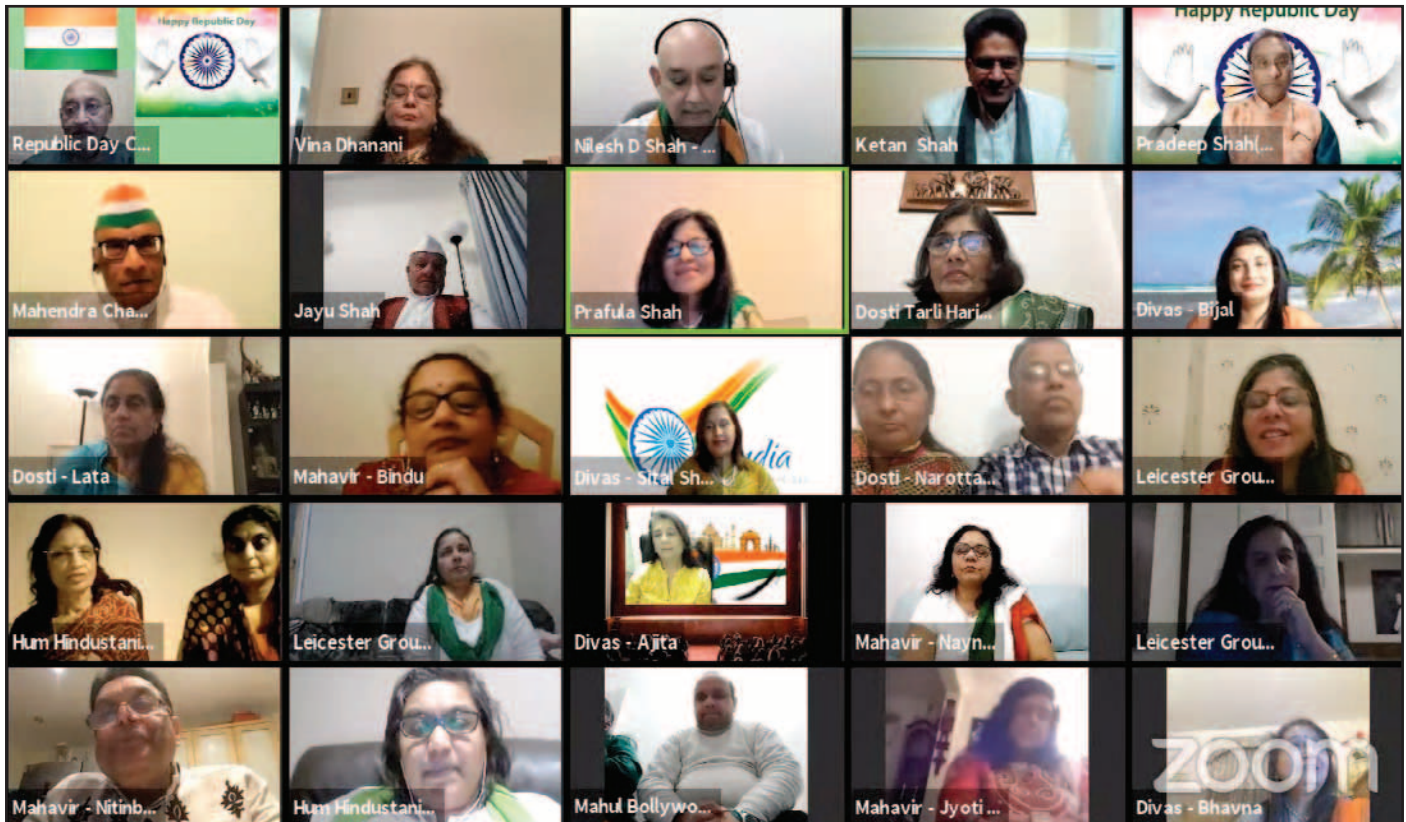 Happy Republic Day
Republic Day C...
Vina Dhanani
Nilesh D Shah - ...
Ketan Shah
Happy Republic Day
Pradeep Shah(...
Mahendra Cha...
Jayu Shah
Prafula Shah
Dosti Tarli Hari...
Divas - Bijal
Dosti - Lata
Mahavir - Bindu
India
Divas - Sital Sh...
Dosti - Narotta...
Leicester Grou...
Hum Hindustani...
Leicester Grou...
Divas - Ajita
Mahavir - Nayn...
Leicester Grou...
Mahavir - Nitinb...
Hum Hindustani...
Mahul Bollywo...
Mahavir - Jyoti ...
zoom
Divas - Bhavna